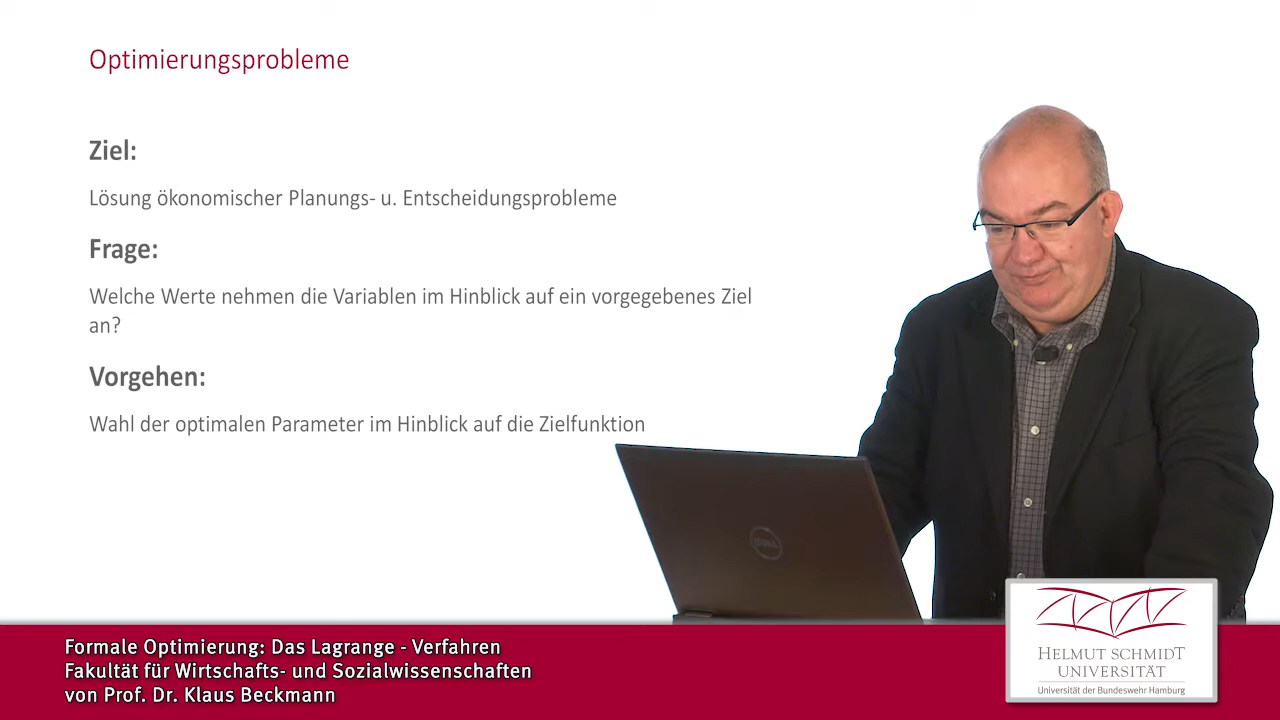 Optimierungsprobleme
Ziel:
Lösung ökonomischer Planungs- u. Entscheidungsprobleme
Frage:
Welche Werte nehmen die Variablen im Hinblick auf ein vorgegebenes Ziel
an?
Vorgehen:
Wahl der optimalen Parameter im Hinblick auf die Zielfunktion
DELL
Formale Optimierung: Das Lagrange - Verfahren
Fakultät für Wirtschafts- und Sozialwissenschaften
von Prof. Dr. Klaus Beckmann
HELMUT SCHMIDT
UNIVERSITÄT
Universität der Bundeswehr Hamburg